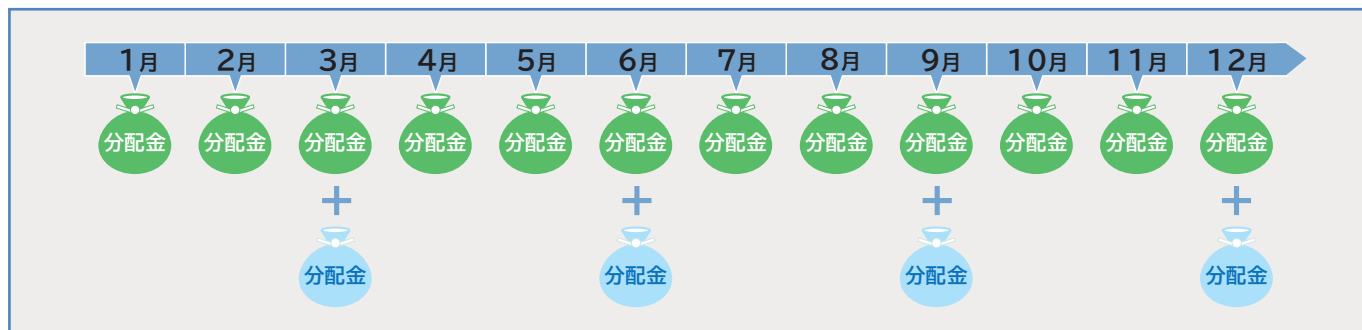 1月 2月 3月 4月 5月 6月 7月 8月 9月 10月 11月 12月
分配金 分配金 分配金 分配金 分配金 分配金 分配金 分配金 分配金 分配金 分配金 分配金
+ + + +
分配金 分配金 分配金 分配金